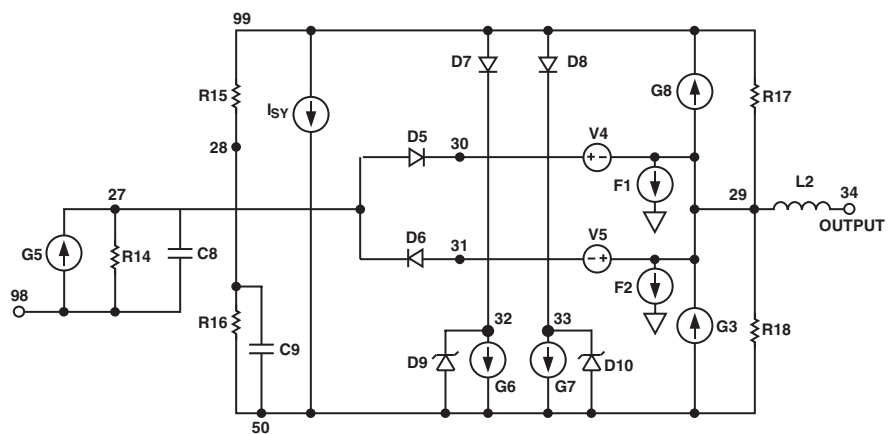 99
D7
D8
R15
I_SY
G8
R17
D5
30
V4
28
F1
L2
34
27
29
OUTPUT
D6
31
V5
G5
R14
C8
98
F2
R16
32
33
G3
R18
C9
D9
G6
G7
D10
50